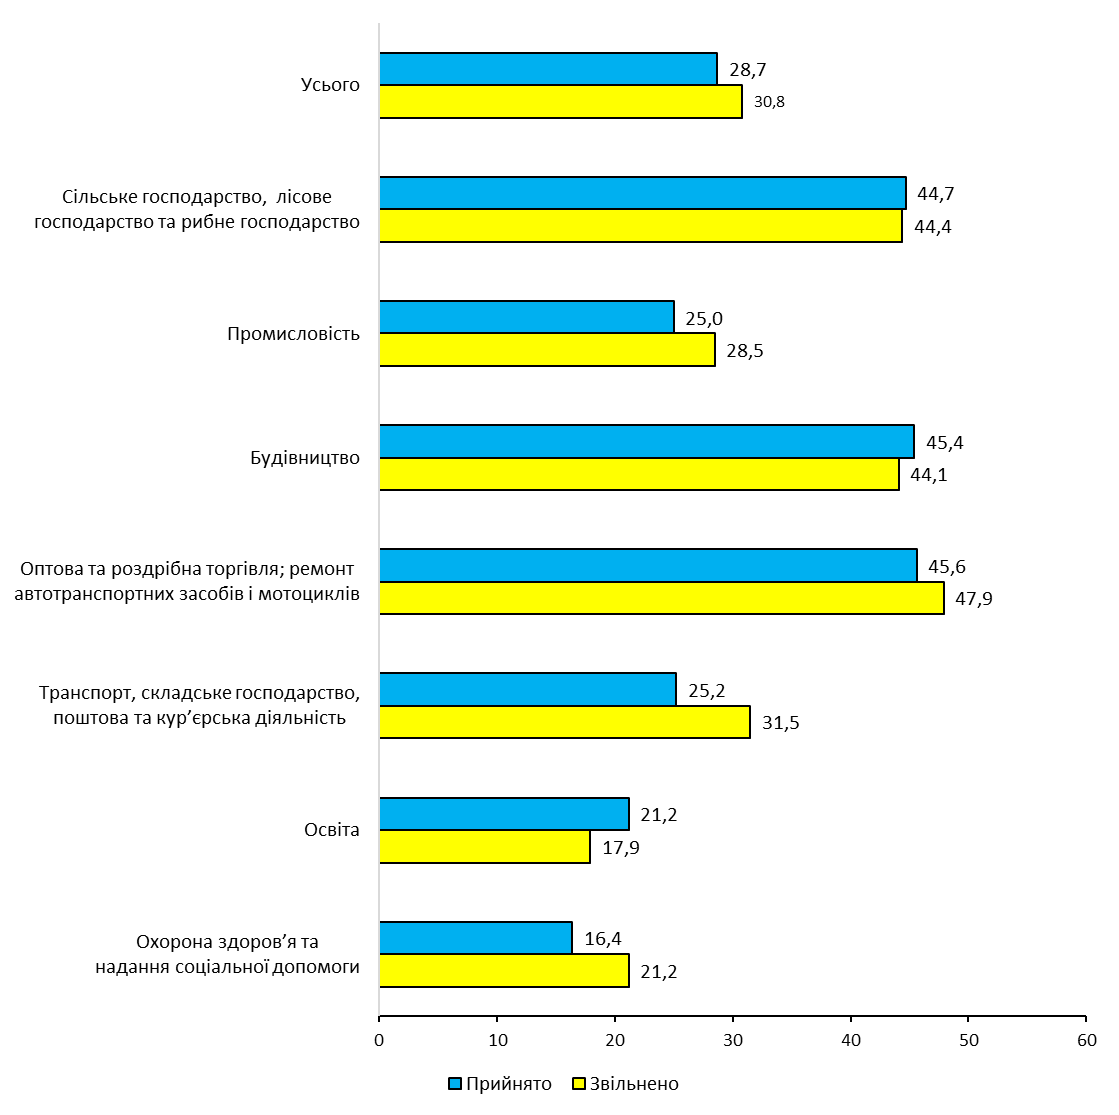 Усього
28,7
30,8
Сільське господарство, лісове
господарство та рибне господарство
44,7
44,4
Промисловість
25,0
28,5
Будівництво
45,4
44,1
Оптова та роздрібна торгівля; ремонт
автотранспортних засобів і мотоциклів
45,6
47,9
Транспорт, складське господарство,
поштова та кур’єрська діяльність
25,2
31,5
Освіта
21,2
17,9
Охорона здоров’я та
надання соціальної допомоги
16,4
21,2
0 10 20 30 40 50 60
Прийнято Звільнено